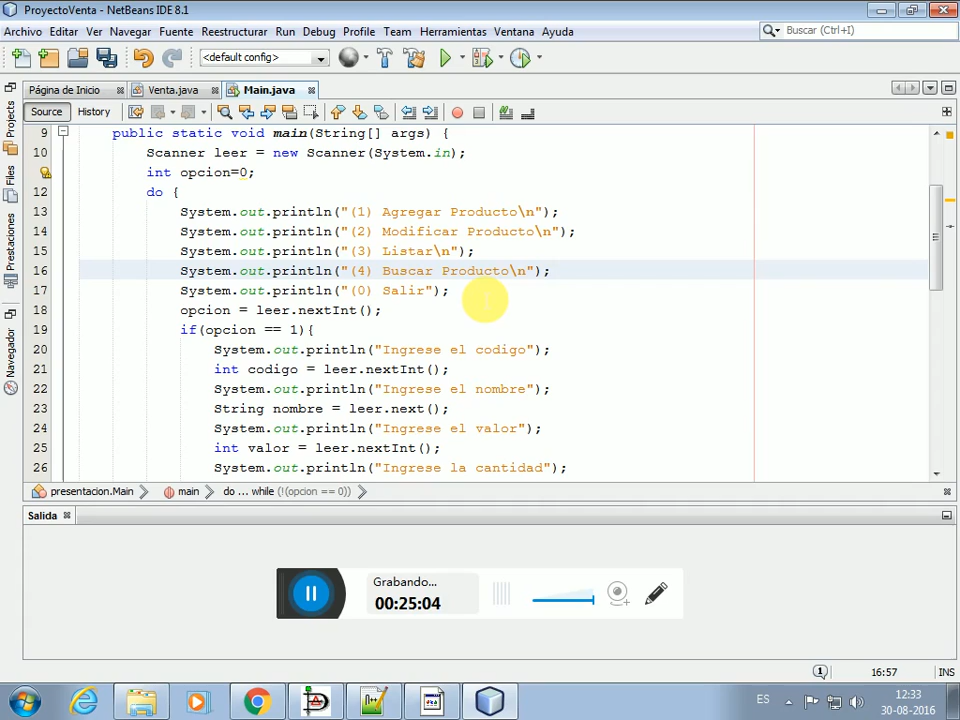 ProyectoVenta - NetBeans IDE 8.1
Archivo Editar Ver Navegar Fuente Reestructurar Run Debug Profile Team Herramientas Ventana Ayuda
Buscar (Ctrl+I)
<default config>
Página de Inicio Venta.java Main.java
Source History
Projects
Files
Prestaciones
Navegador
9 public static void main(String[] args) {
10 Scanner leer = new Scanner(System.in);
int opcion=0;
12 do {
13 System.out.println("(1) Agregar Producto\n");
14 System.out.println("(2) Modificar Producto\n");
15 System.out.println("(3) Listar\n");
16 System.out.println("(4) Buscar Producto\n");
17 System.out.println("(0) Salir");
18 opcion = leer.nextInt();
19 if(opcion == 1){
20 System.out.println("Ingrese el codigo");
21 int codigo = leer.nextInt();
22 System.out.println("Ingrese el nombre");
23 String nombre = leer.next();
24 System.out.println("Ingrese el valor");
25 int valor = leer.nextInt();
26 System.out.println("Ingrese la cantidad");
presentacion.Main main do ... while (!(opcion == 0))
Salida
Grabando...
00:25:04
1 16:57 INS
ES 12:33
30-08-2016